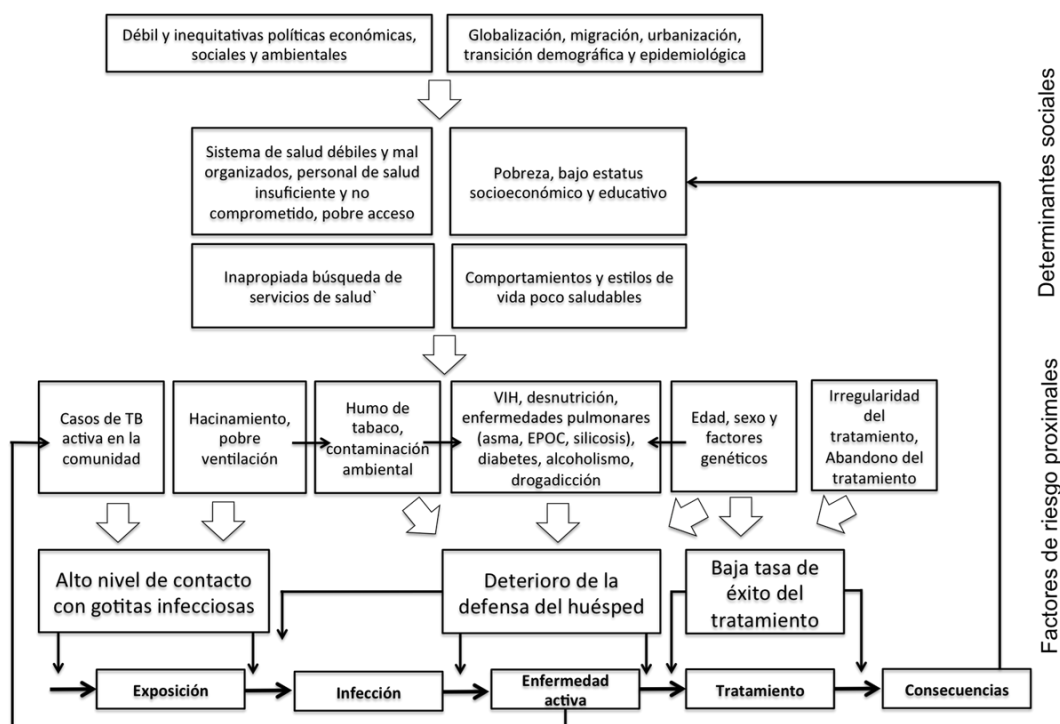 Débil y inequitativas políticas económicas,
sociales y ambientales
Globalización, migración, urbanización,
transición demográfica y epidemiológica
Sistema de salud débiles y mal
organizados, personal de salud
insuficiente y no
comprometido, pobre acceso
Pobreza, bajo estatus
socioeconómico y educativo
Inapropiada búsqueda de
servicios de salud`
Comportamientos y estilos de
vida poco saludables
Determinantes sociales
Casos de TB
activa en la
comunidad
Hacinamiento,
pobre
ventilación
Humo de
tabaco,
contaminación
ambiental
VIH, desnutrición,
enfermedades pulmonares
(asma, EPOC, silicosis),
diabetes, alcoholismo,
drogadicción
Edad, sexo y
factores
genéticos
Irregularidad
del
tratamiento,
Abandono del
tratamiento
Factores de riesgo proximales
Alto nivel de contacto
con gotitas infecciosas
Deterioro de la
defensa del huésped
Baja tasa de
éxito del
tratamiento
Exposición
Infección
Enfermedad
activa
Tratamiento
Consecuencias